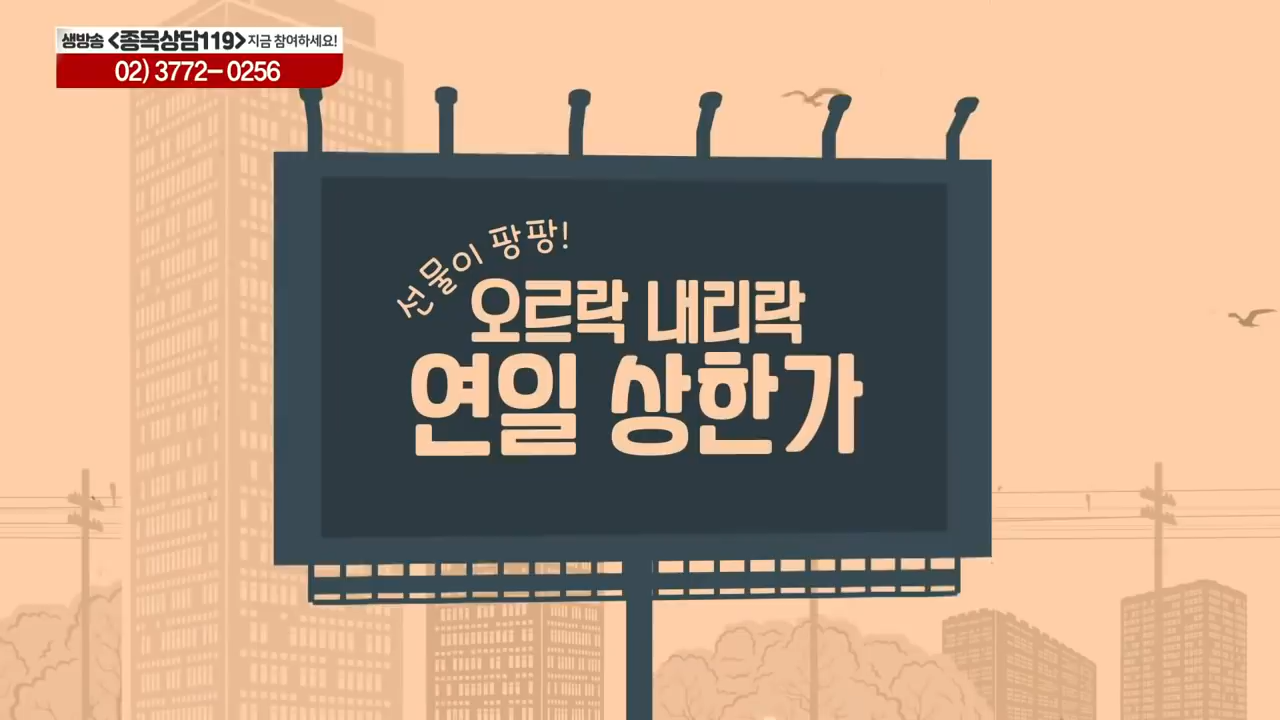 생방송 <종목상담119> 지금 참여하세요!
02) 3772-0256
선물이 팡팡!
오르락 내리락
연일 상한가